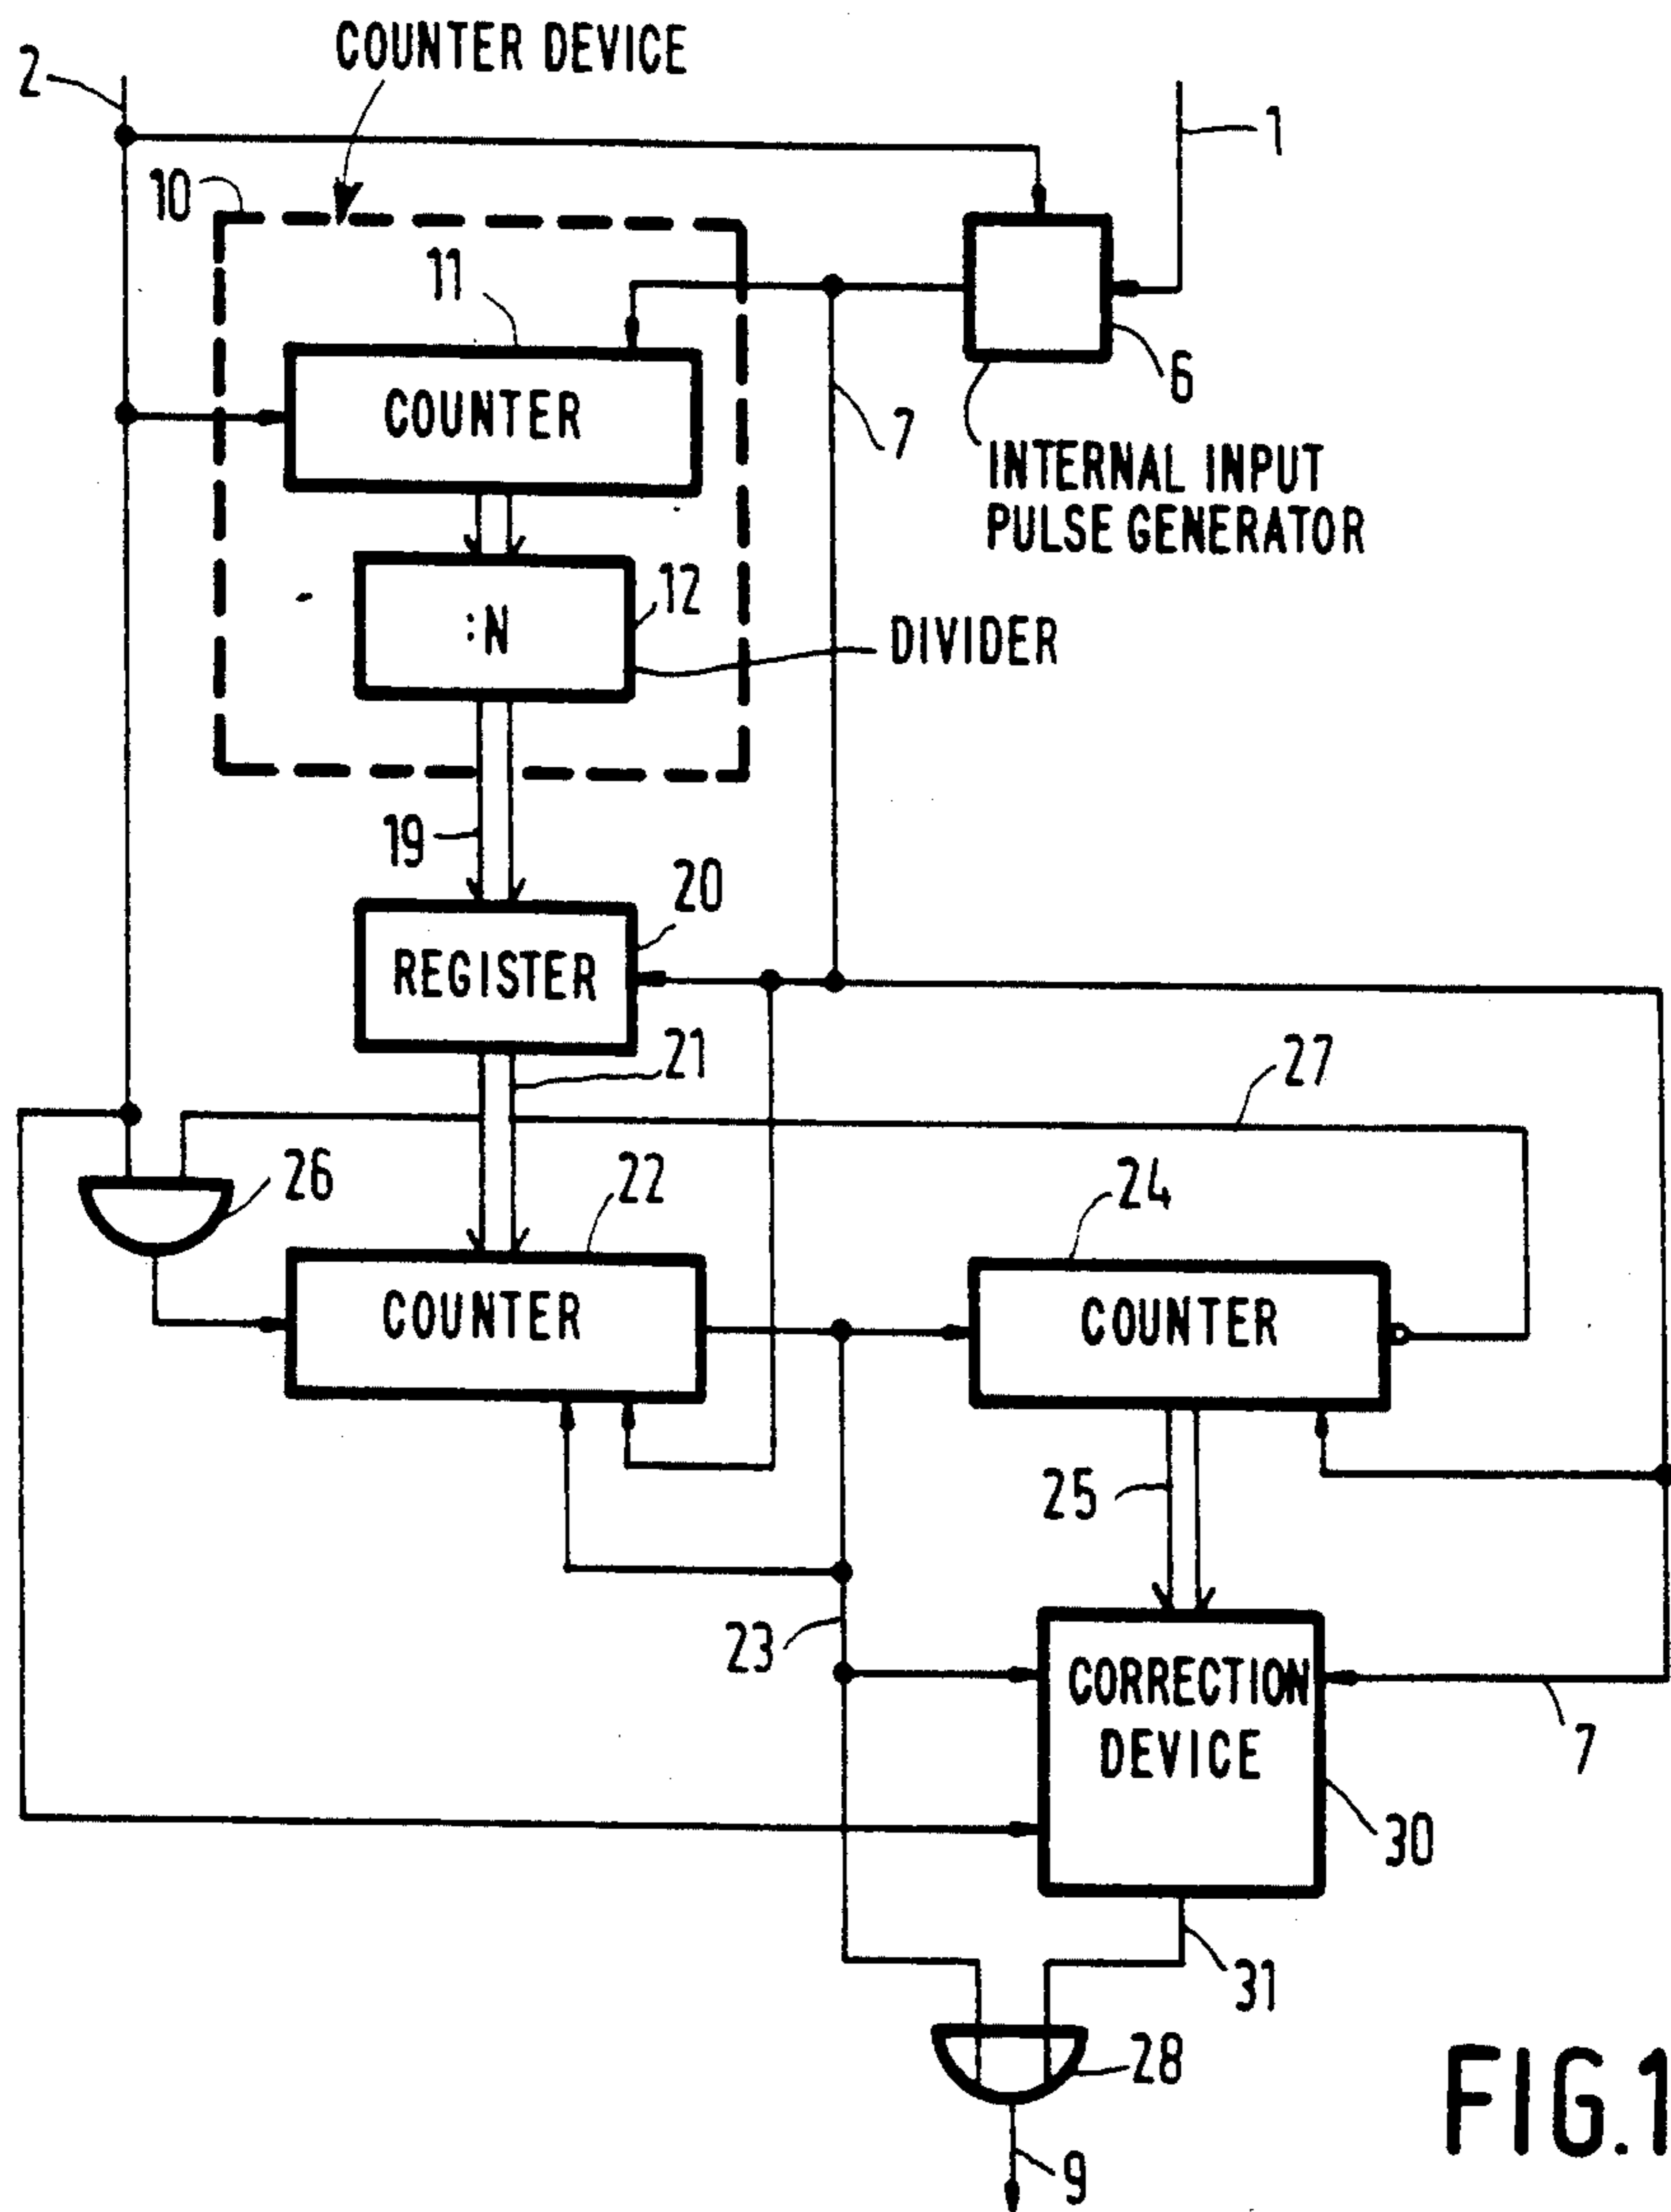 COUNTER DEVICE
2
1
10
11
COUNTER
6
7
INTERNAL INPUT
PULSE GENERATOR
:N
12
DIVIDER
19
20
REGISTER
21
27
26
22
24
COUNTER
COUNTER
25
23
CORRECTION
DEVICE
7
30
31
28
9
FIG.1